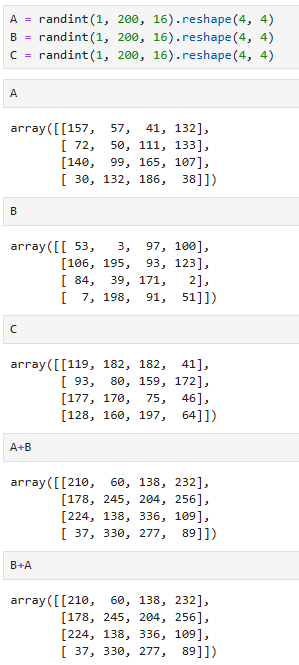 A = randint(1, 200, 16).reshape(4, 4)
B = randint(1, 200, 16).reshape(4, 4)
C = randint(1, 200, 16).reshape(4, 4)
A
array([[157,  57,  41, 132],
       [ 72,  50, 111, 133],
       [140,  99, 165, 107],
       [ 30, 132, 186,  38]])
B
array([[ 53,   3,  97, 100],
       [106, 195,  93, 123],
       [ 84,  39, 171,   2],
       [  7, 198,  91,  51]])
C
array([[119, 182, 182,  41],
       [ 93,  80, 159, 172],
       [177, 170,  75,  46],
       [128, 160, 197,  64]])
A+B
array([[210,  60, 138, 232],
       [178, 245, 204, 256],
       [224, 138, 336, 109],
       [ 37, 330, 277,  89]])
B+A
array([[210,  60, 138, 232],
       [178, 245, 204, 256],
       [224, 138, 336, 109],
       [ 37, 330, 277,  89]])